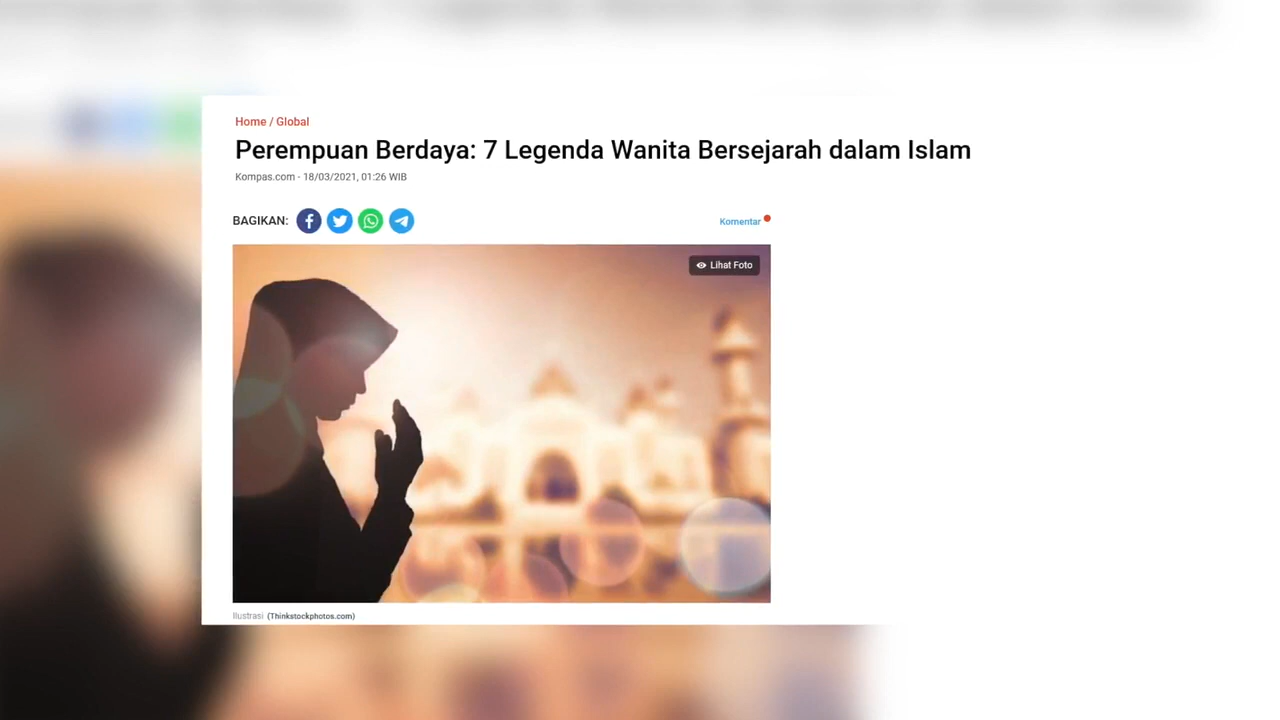 Home / Global
Perempuan Berdaya: 7 Legenda Wanita Bersejarah dalam Islam
Kompas.com - 18/03/2021, 01:26 WIB
BAGIKAN:
Komentar
Lihat Foto
Ilustrasi (Thinkstockphotos.com)